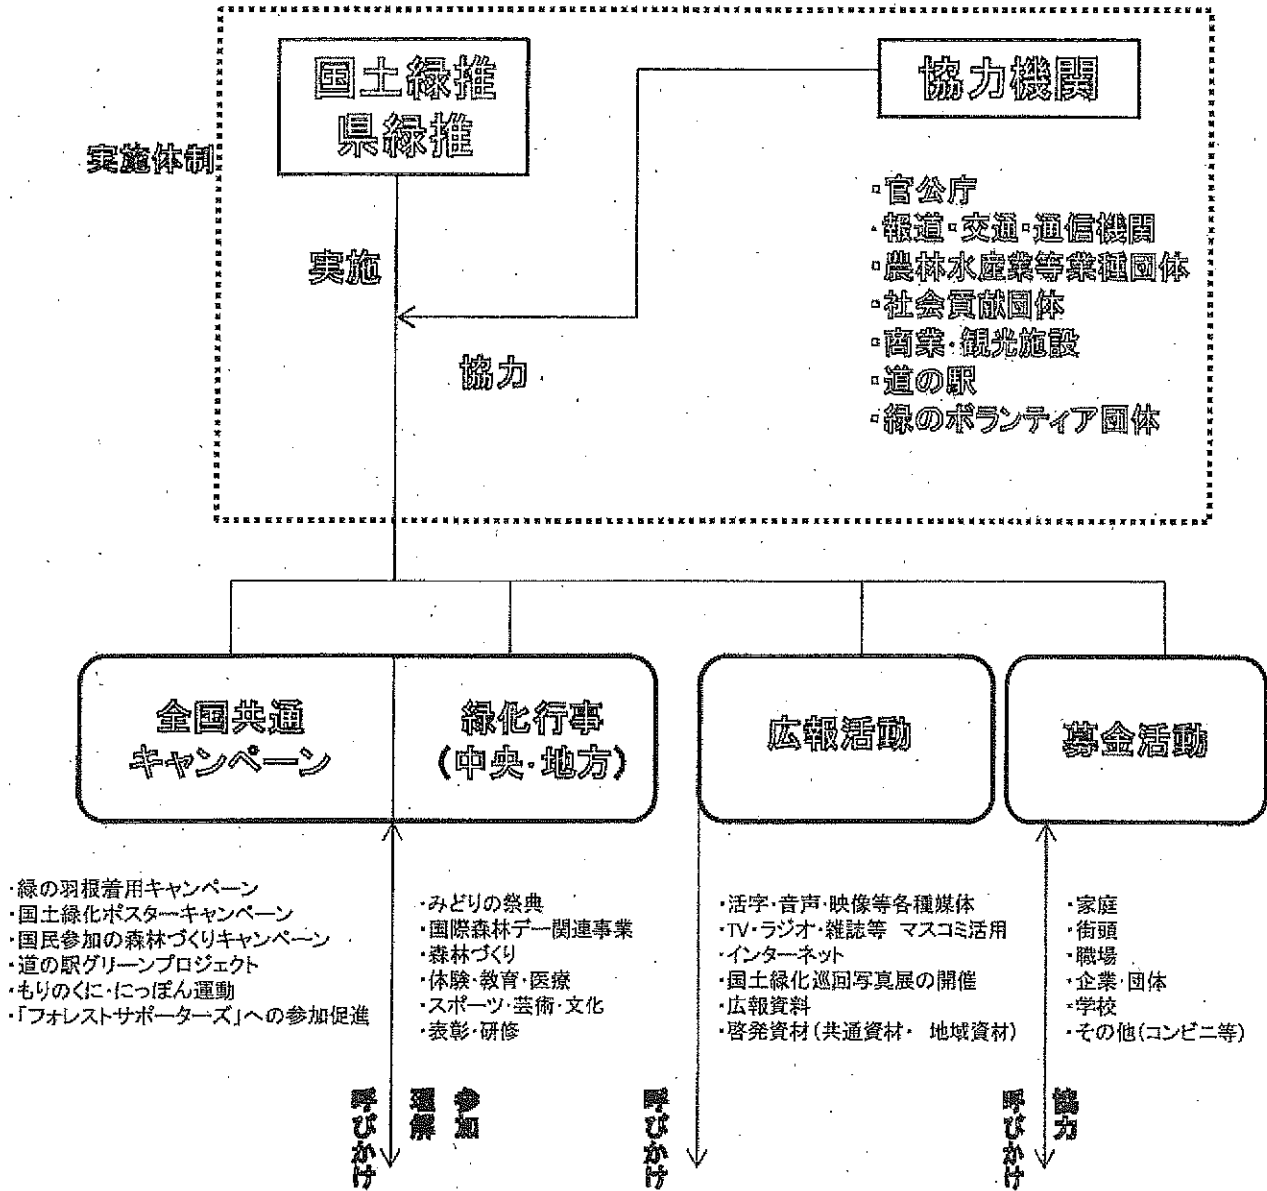 国土緑推
県緑推
協力機関
実施体制
・官公庁
・報道・交通・通信機関
・農林水産業等業種団体
・社会貢献団体
・商業・観光施設
・道の駅
・緑のボランティア団体
実施
協力
全国共通
キャンペーン
緑化行事
(中央・地方)
広報活動
募金活動
・緑の羽根着用キャンペーン
・国土緑化ポスターキャンペーン
・国民参加の森林づくりキャンペーン
・道の駅グリーンプロジェクト
・もりのくに・にっぽん運動
・「フォレストサポーターズ」への参加促進
・みどりの祭典
・国際森林デー関連事業
・森林づくり
・体験・教育・医療
・スポーツ・芸術・文化
・表彰・研修
・活字・音声・映像等各種媒体
・TV・ラジオ・雑誌等 マスコミ活用
・インターネット
・国土緑化巡回写真展の開催
・広報資料
・啓発資材(共通資材・ 地域資材)
・家庭
・街頭
・職場
・企業・団体
・学校
・その他(コンビニ等)
呼びかけ
理解
参加
呼びかけ
呼びかけ
協力